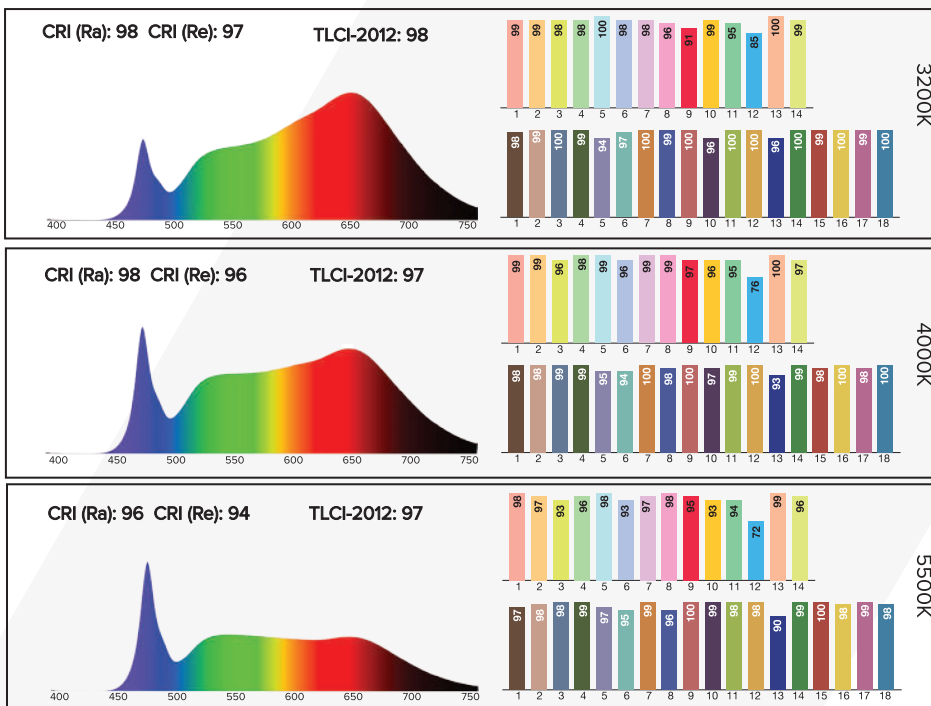 CRI (Ra): 98 CRI (Re): 97 TLCI-2012: 98
99 99 98 98 100 98 98 96 91 99 95 85 100 99
1 2 3 4 5 6 7 8 9 10 11 12 13 14
98 99 100 99 94 97 100 99 100 96 100 100 96 100 99 100 99 100
1 2 3 4 5 6 7 8 9 10 11 12 13 14 15 16 17 18
400 450 500 550 600 650 700 750
3200K
CRI (Ra): 98 CRI (Re): 96 TLCI-2012: 97
99 99 96 98 99 96 99 99 97 96 95 76 100 97
1 2 3 4 5 6 7 8 9 10 11 12 13 14
98 98 99 99 95 94 100 98 100 97 99 100 93 99 98 100 98 100
1 2 3 4 5 6 7 8 9 10 11 12 13 14 15 16 17 18
400 450 500 550 600 650 700 750
4000K
CRI (Ra): 96 CRI (Re): 94 TLCI-2012: 97
98 97 93 96 98 93 97 98 95 93 94 72 99 96
1 2 3 4 5 6 7 8 9 10 11 12 13 14
97 98 98 99 97 95 99 96 100 99 98 98 90 99 100 98 99 98
1 2 3 4 5 6 7 8 9 10 11 12 13 14 15 16 17 18
400 450 500 550 600 650 700 750
5500K